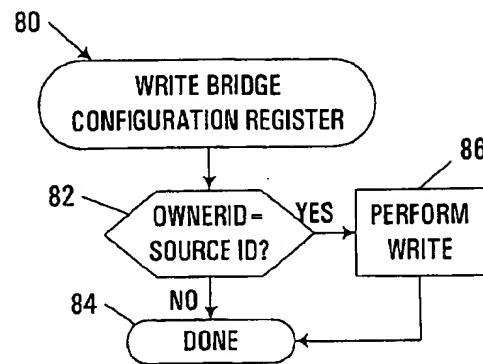 80
WRITE BRIDGE
CONFIGURATION REGISTER
86
82
OWNERID=
SOURCE ID?
YES
PERFORM
WRITE
NO
84
DONE